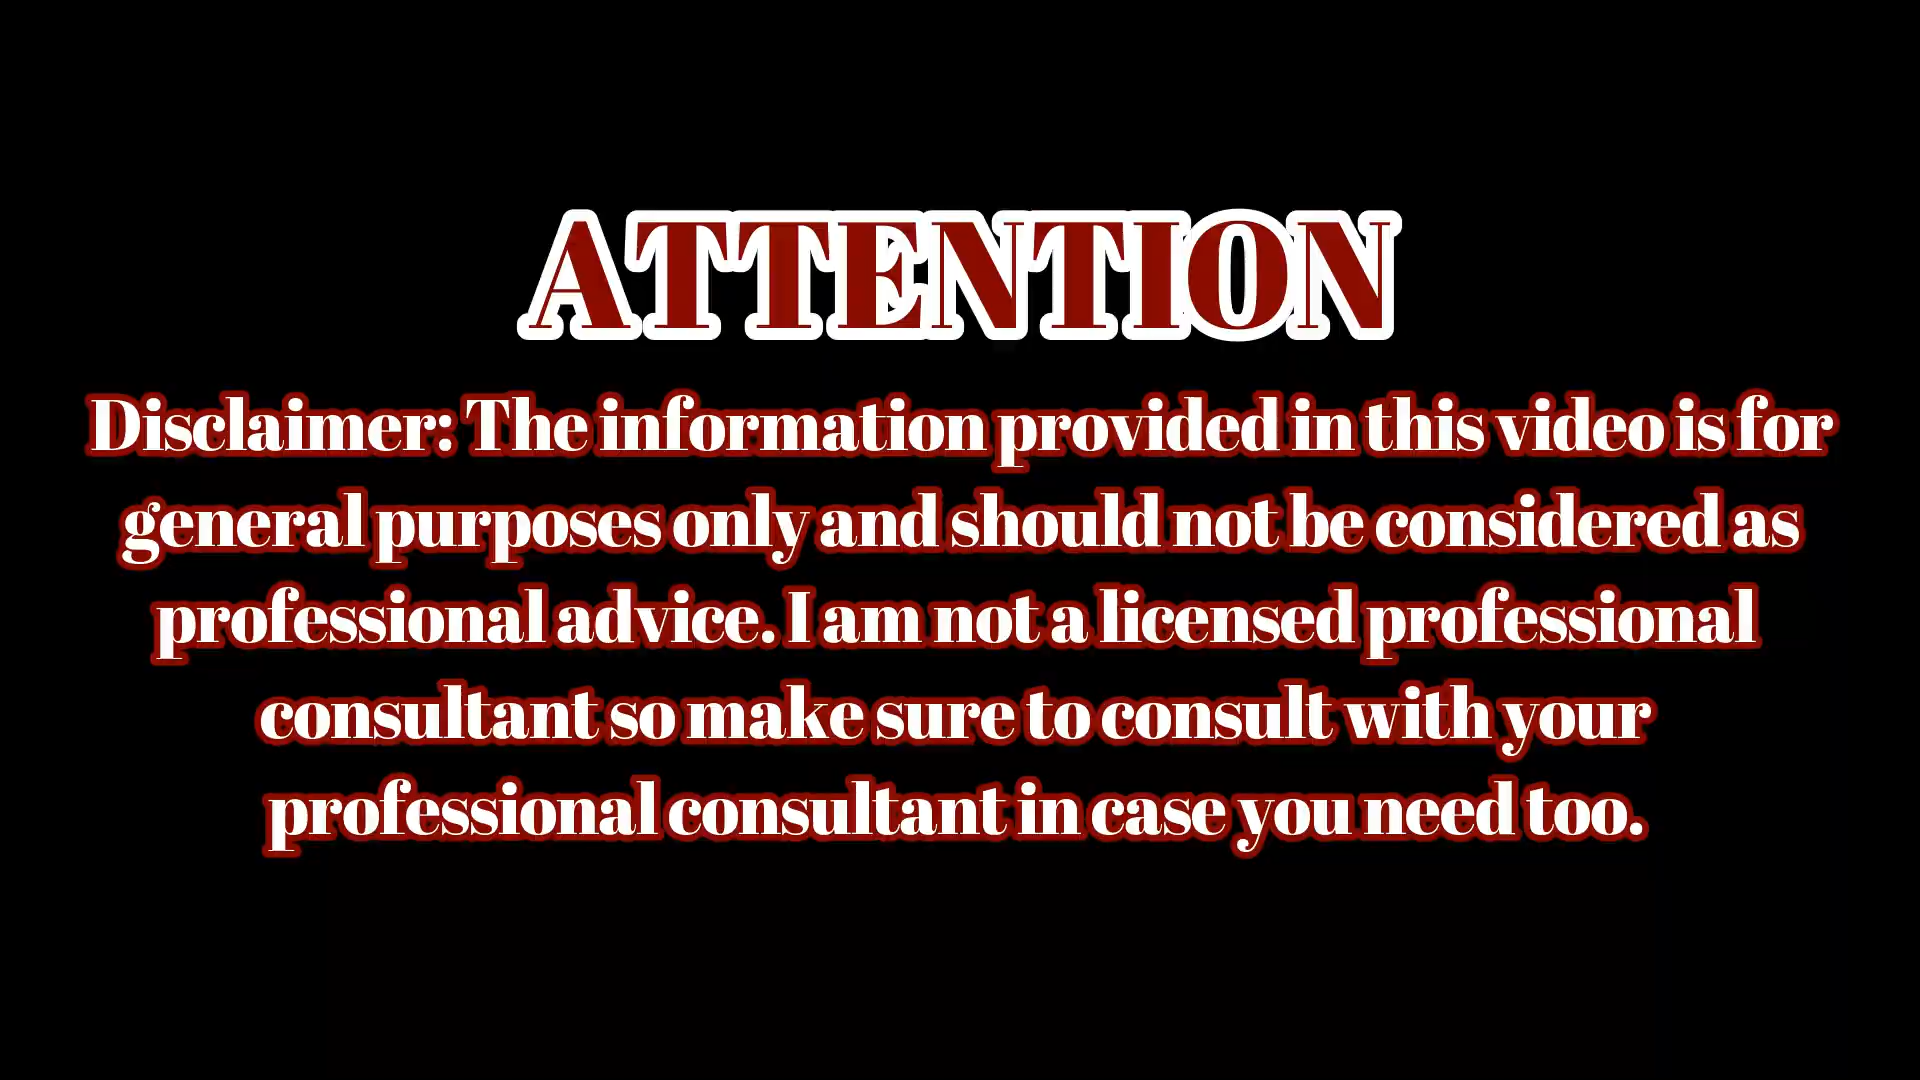 ATTENTION
Disclaimer: The information provided in this video is for
general purposes only and should not be considered as
professional advice. I am not a licensed professional
consultant so make sure to consult with your
professional consultant in case you need too.